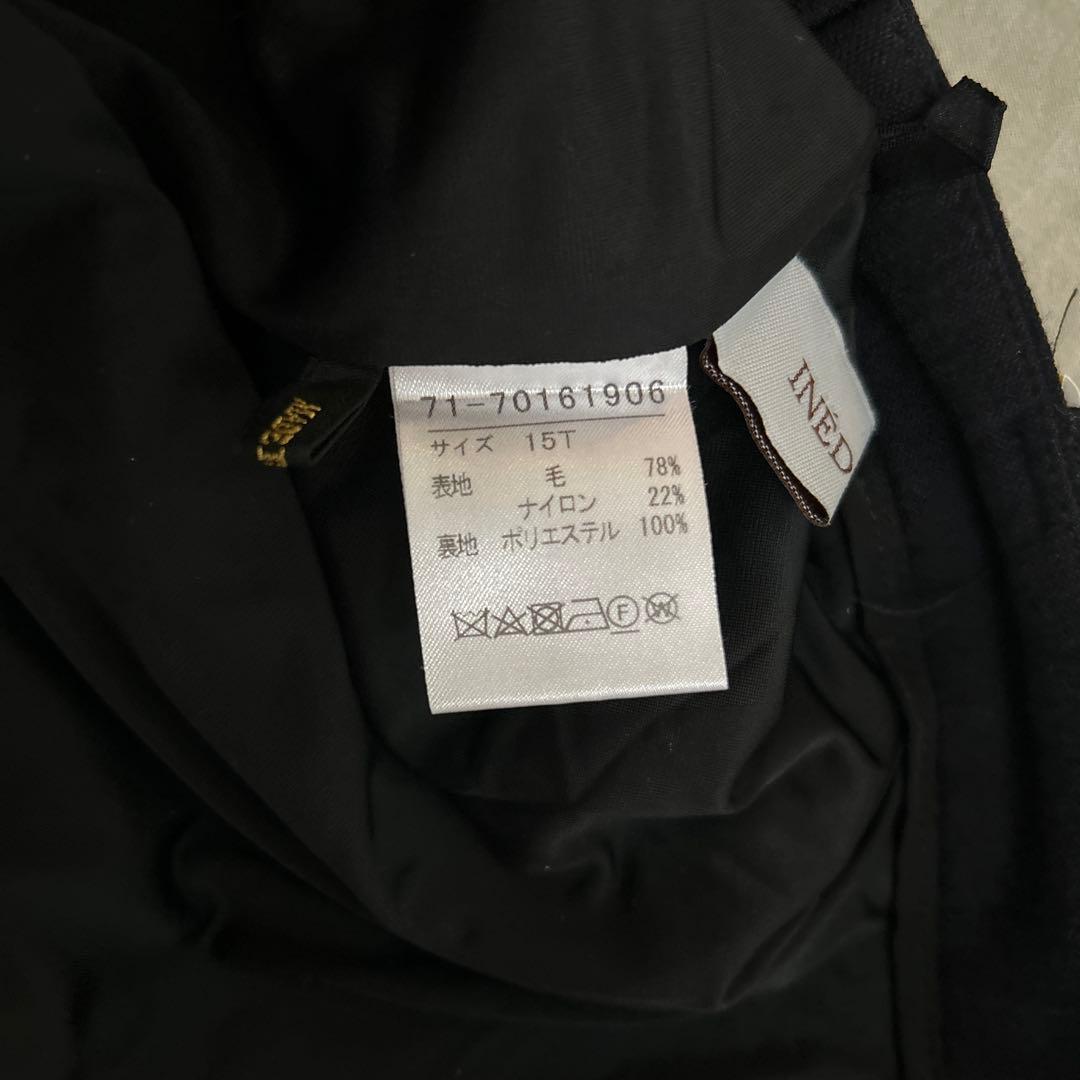 71-70161906
サイズ 15T
表地 毛 78%
ナイロン 22%
裏地 ポリエステル 100%
F
W
INÉD